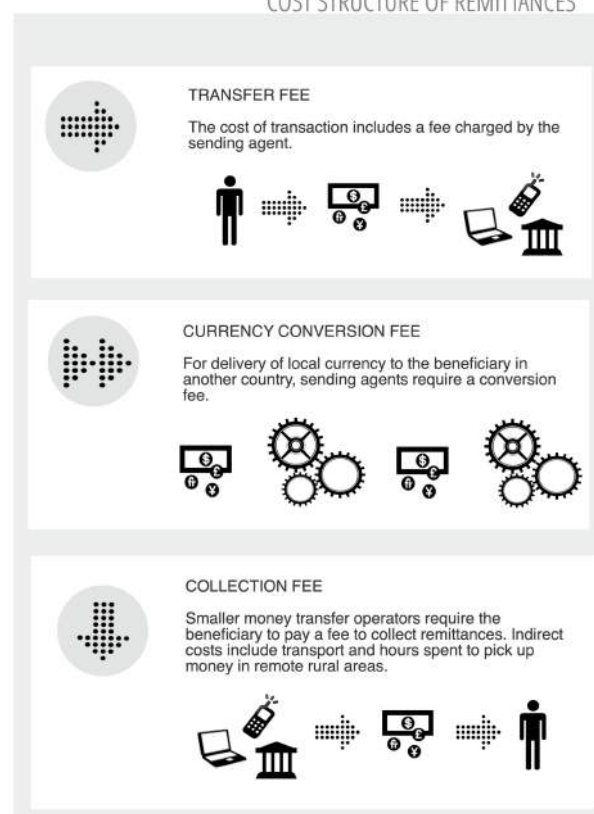 COST STRUCTURE OF REMITTANCES
TRANSFER FEE
The cost of transaction includes a fee charged by the
sending agent.
$
£
¥
CURRENCY CONVERSION FEE
For delivery of local currency to the beneficiary in
another country, sending agents require a conversion
fee.
$
£
¥
$
£
¥
COLLECTION FEE
Smaller money transfer operators require the
beneficiary to pay a fee to collect remittances. Indirect
costs include transport and hours spent to pick up
money in remote rural areas.
$
£
¥